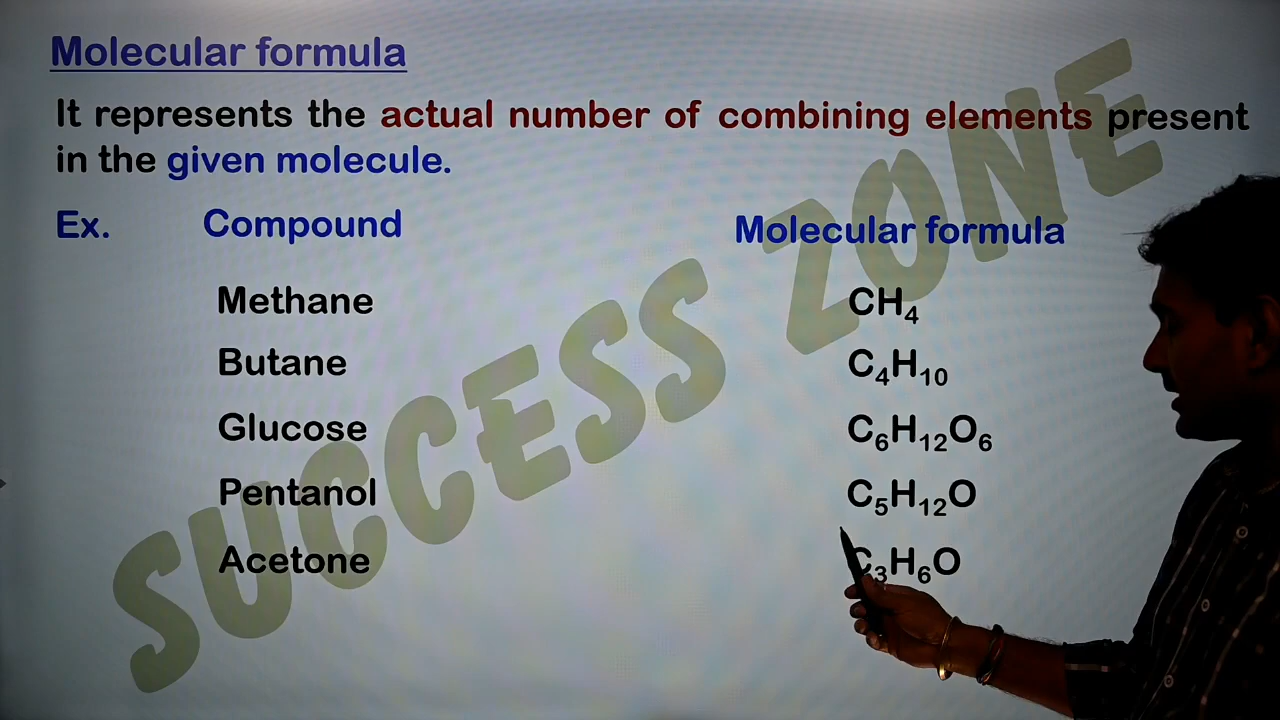 Molecular formula
It represents the actual number of combining elements present
in the given molecule.
Ex. Compound Molecular formula
Methane CH₄
Butane C₄H₁₀
Glucose C₆H₁₂O₆
Pentanol C₅H₁₂O
Acetone C₃H₆O
SUCCESS ZONE